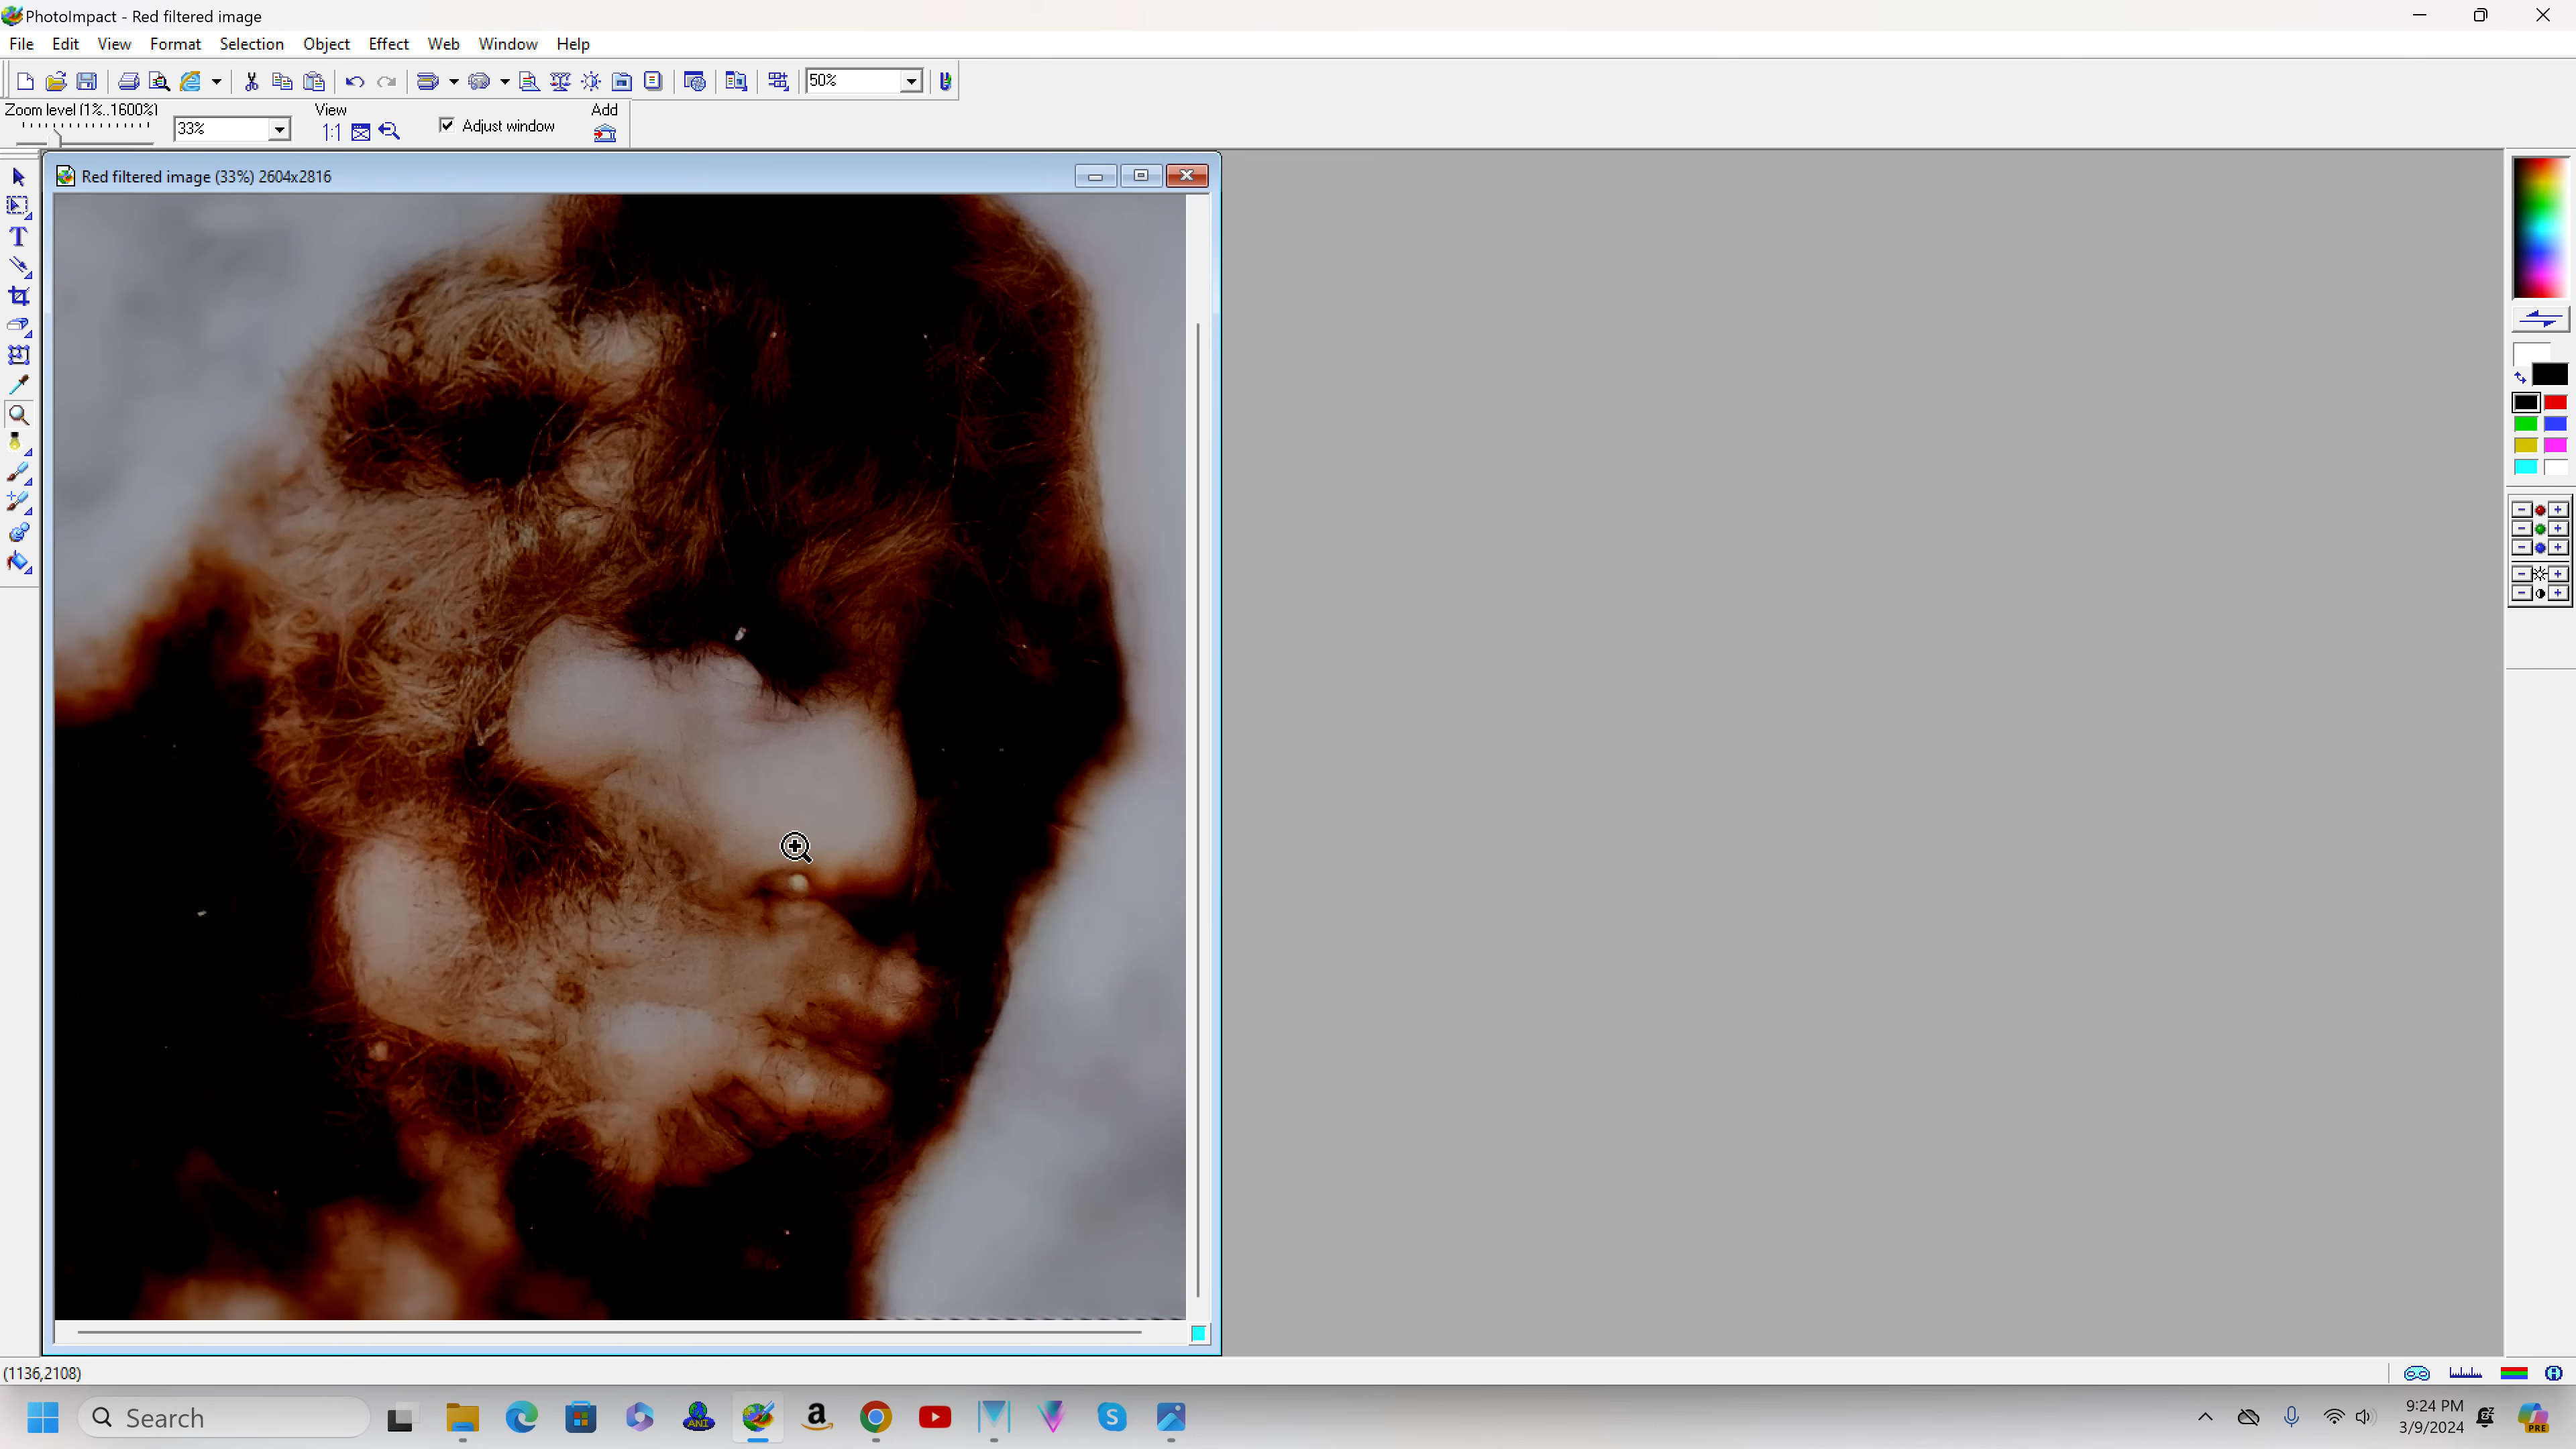 PhotoImpact - Red filtered image
File Edit View Format Selection Object Effect Web Window Help
50%
Zoom level (1%..1600%) View Add
33% 1:1 Adjust window
Red filtered image (33%) 2604x2816
T
(1136,2108)
Search
ANI
a
S
9:24 PM
3/9/2024
PRE